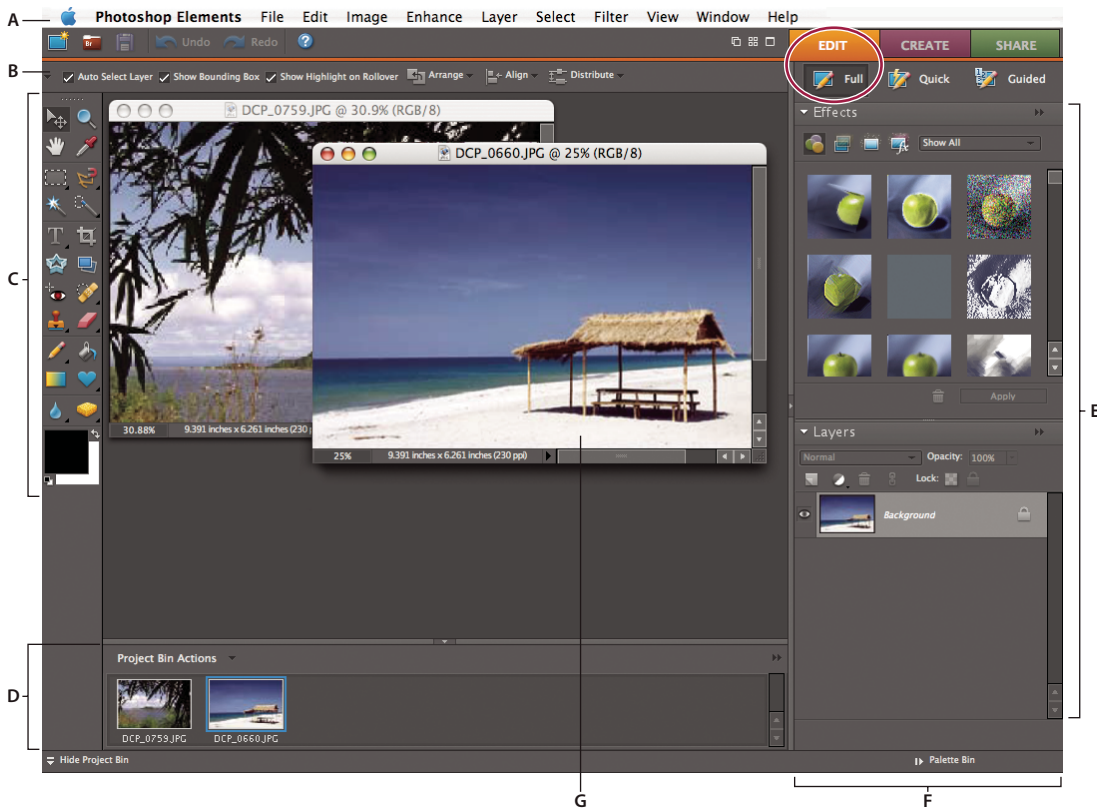 A
Photoshop Elements File Edit Image Enhance Layer Select Filter View Window Help
Br Undo Redo ? EDIT CREATE SHARE
B
Auto Select Layer Show Bounding Box Show Highlight on Rollover Arrange Align Distribute
Full Quick Guided
C
DCP_0759.JPG @ 30.9% (RGB/8)
DCP_0660.JPG @ 25% (RGB/8)
30.88% 9.391 inches x 6.261 inches (230
25% 9.391 inches x 6.261 inches (230 ppi)
T
Effects
Show All
Apply
E
Layers
Normal Opacity: 100%
Lock:
Background
D
Project Bin Actions
DCP_0759.JPG DCP_0660.JPG
Hide Project Bin Palette Bin
G F